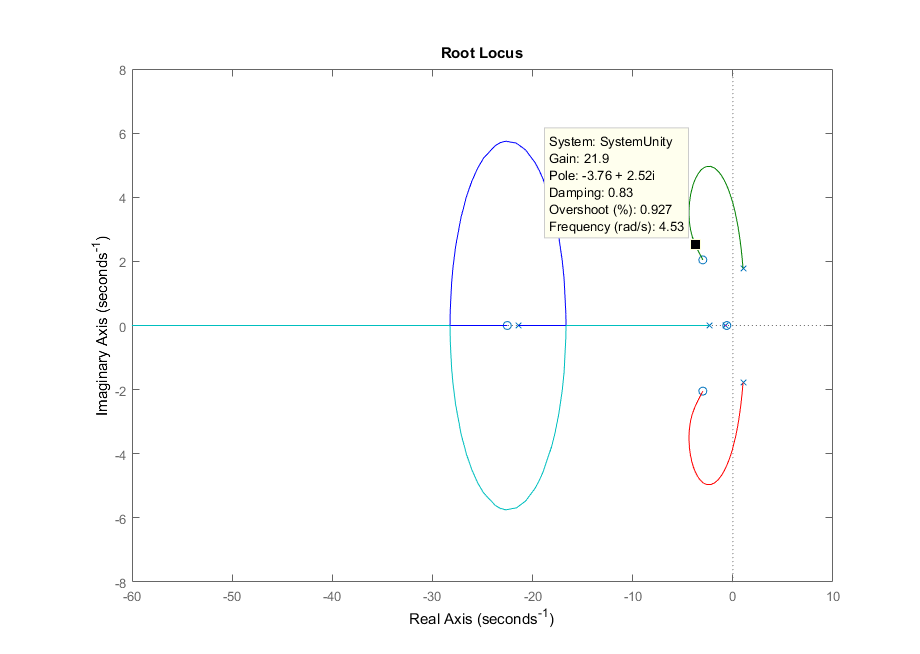 Root Locus
8
6
4
2
0
-2
-4
-6
-8
Imaginary Axis (seconds⁻¹)
System: SystemUnity
Gain: 21.9
Pole: -3.76 + 2.52i
Damping: 0.83
Overshoot (%): 0.927
Frequency (rad/s): 4.53
-60 -50 -40 -30 -20 -10 0 10
Real Axis (seconds⁻¹)